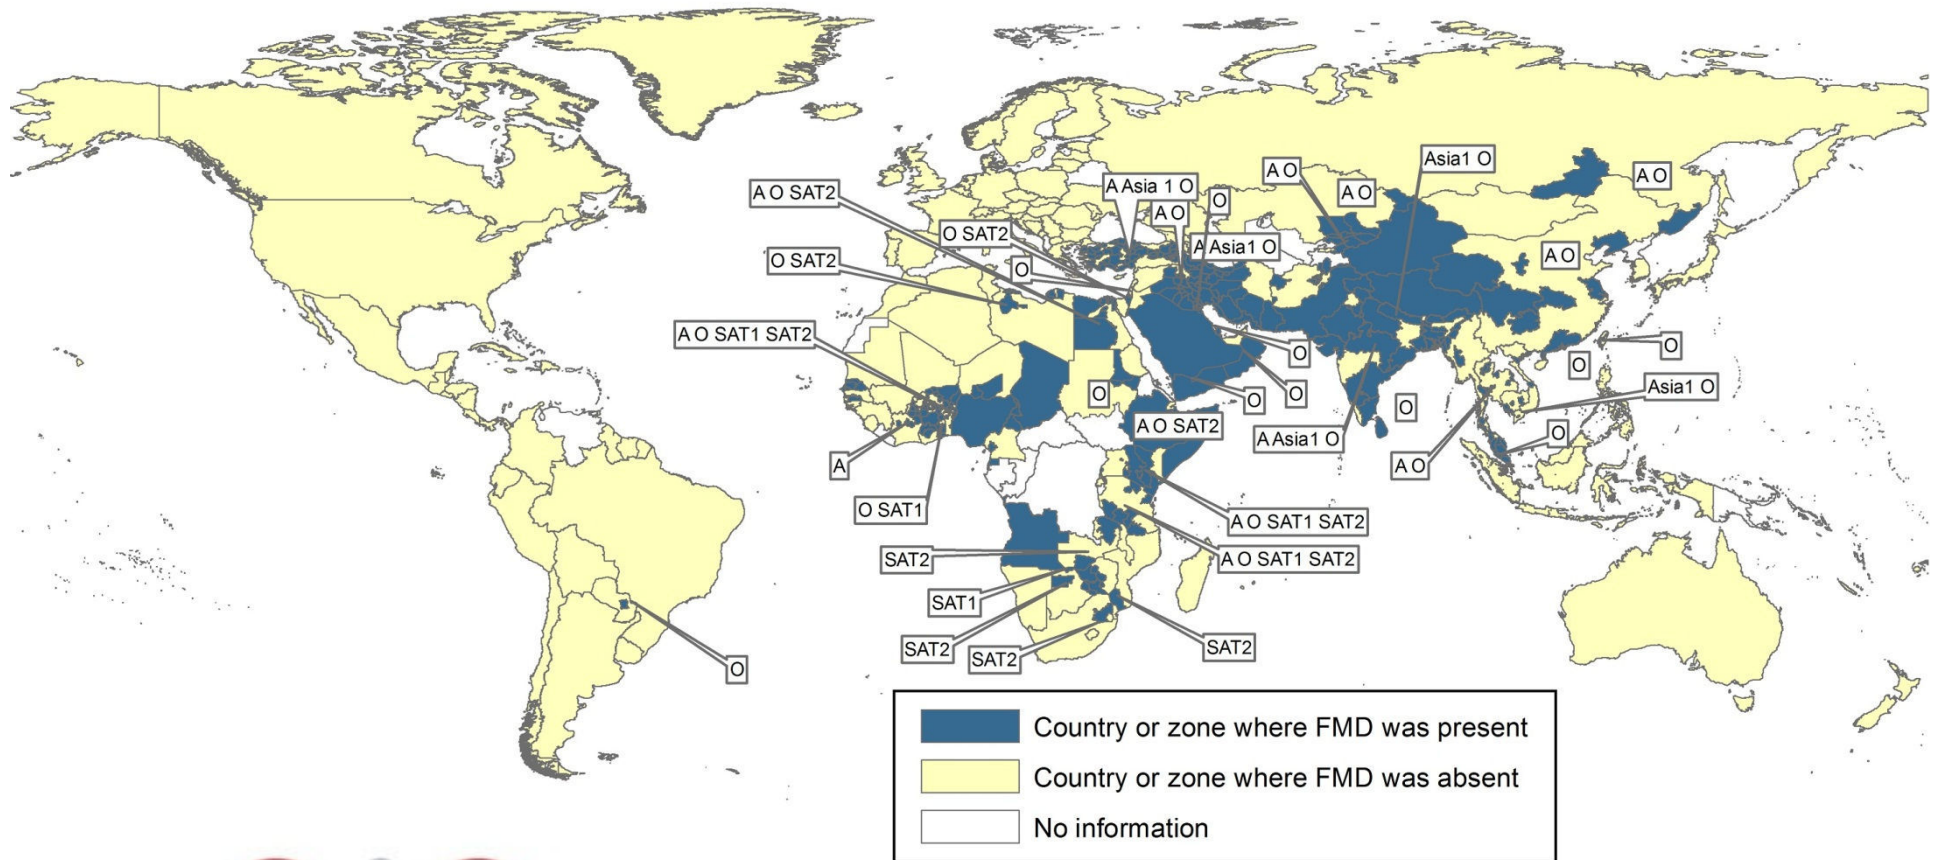 Asia1 O
A O
A O
A O
A O SAT2
A Asia 1 O
O
A O
O SAT2
A Asia1 O
A O
O SAT2
O
A O SAT1 SAT2
O
O
O
Asia1 O
O
O
O
O
A O SAT2
A Asia1 O
O
A
A O
O SAT1
A O SAT1 SAT2
SAT2
A O SAT1 SAT2
SAT1
SAT2
SAT2
SAT2
O
Country or zone where FMD was present
Country or zone where FMD was absent
No information